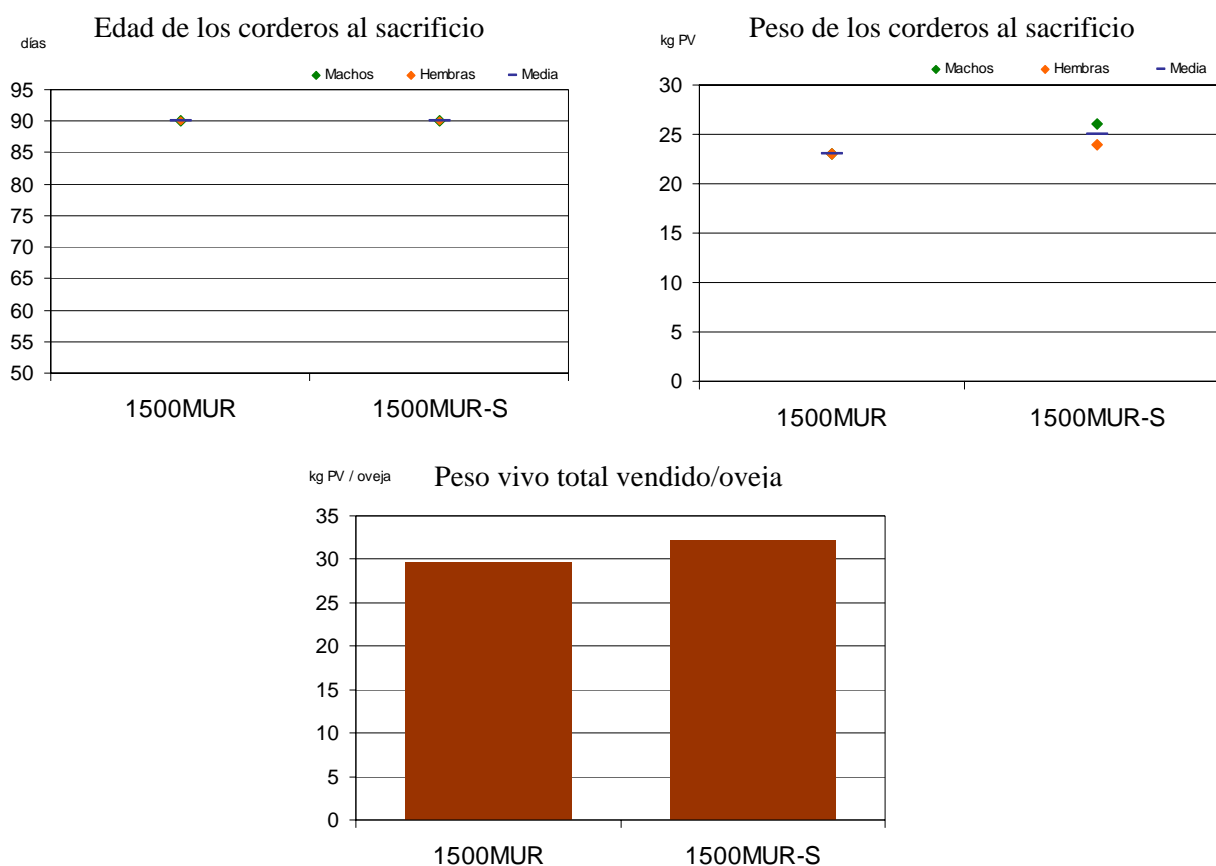 Edad de los corderos al sacrificio
días
Machos Hembras Media
95
90
85
80
75
70
65
60
55
50
1500MUR 1500MUR-S
Peso de los corderos al sacrificio
kg PV
Machos Hembras Media
30
25
20
15
10
5
0
1500MUR 1500MUR-S
kg PV / oveja Peso vivo total vendido/oveja
35
30
25
20
15
10
5
0
1500MUR 1500MUR-S